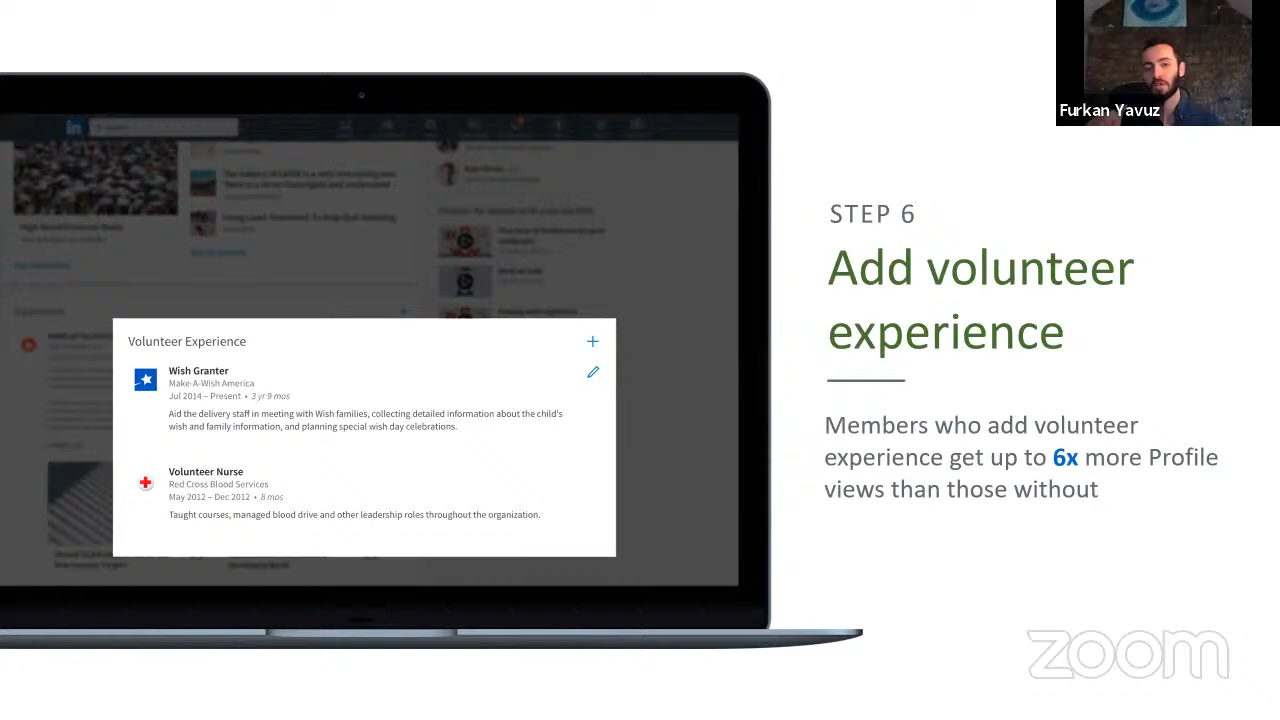 Furkan Yavuz
in
STEP 6
Add volunteer
experience
Members who add volunteer
experience get up to 6x more Profile
views than those without
Volunteer Experience
Wish Granter
Make-A-Wish America
Jul 2014 – Present • 3 yr 9 mos
Aid the delivery staff in meeting with Wish families, collecting detailed information about the child's
wish and family information, and planning special wish day celebrations.
Volunteer Nurse
Red Cross Blood Services
May 2012 – Dec 2012 • 8 mos
Taught courses, managed blood drive and other leadership roles throughout the organization.
zoom